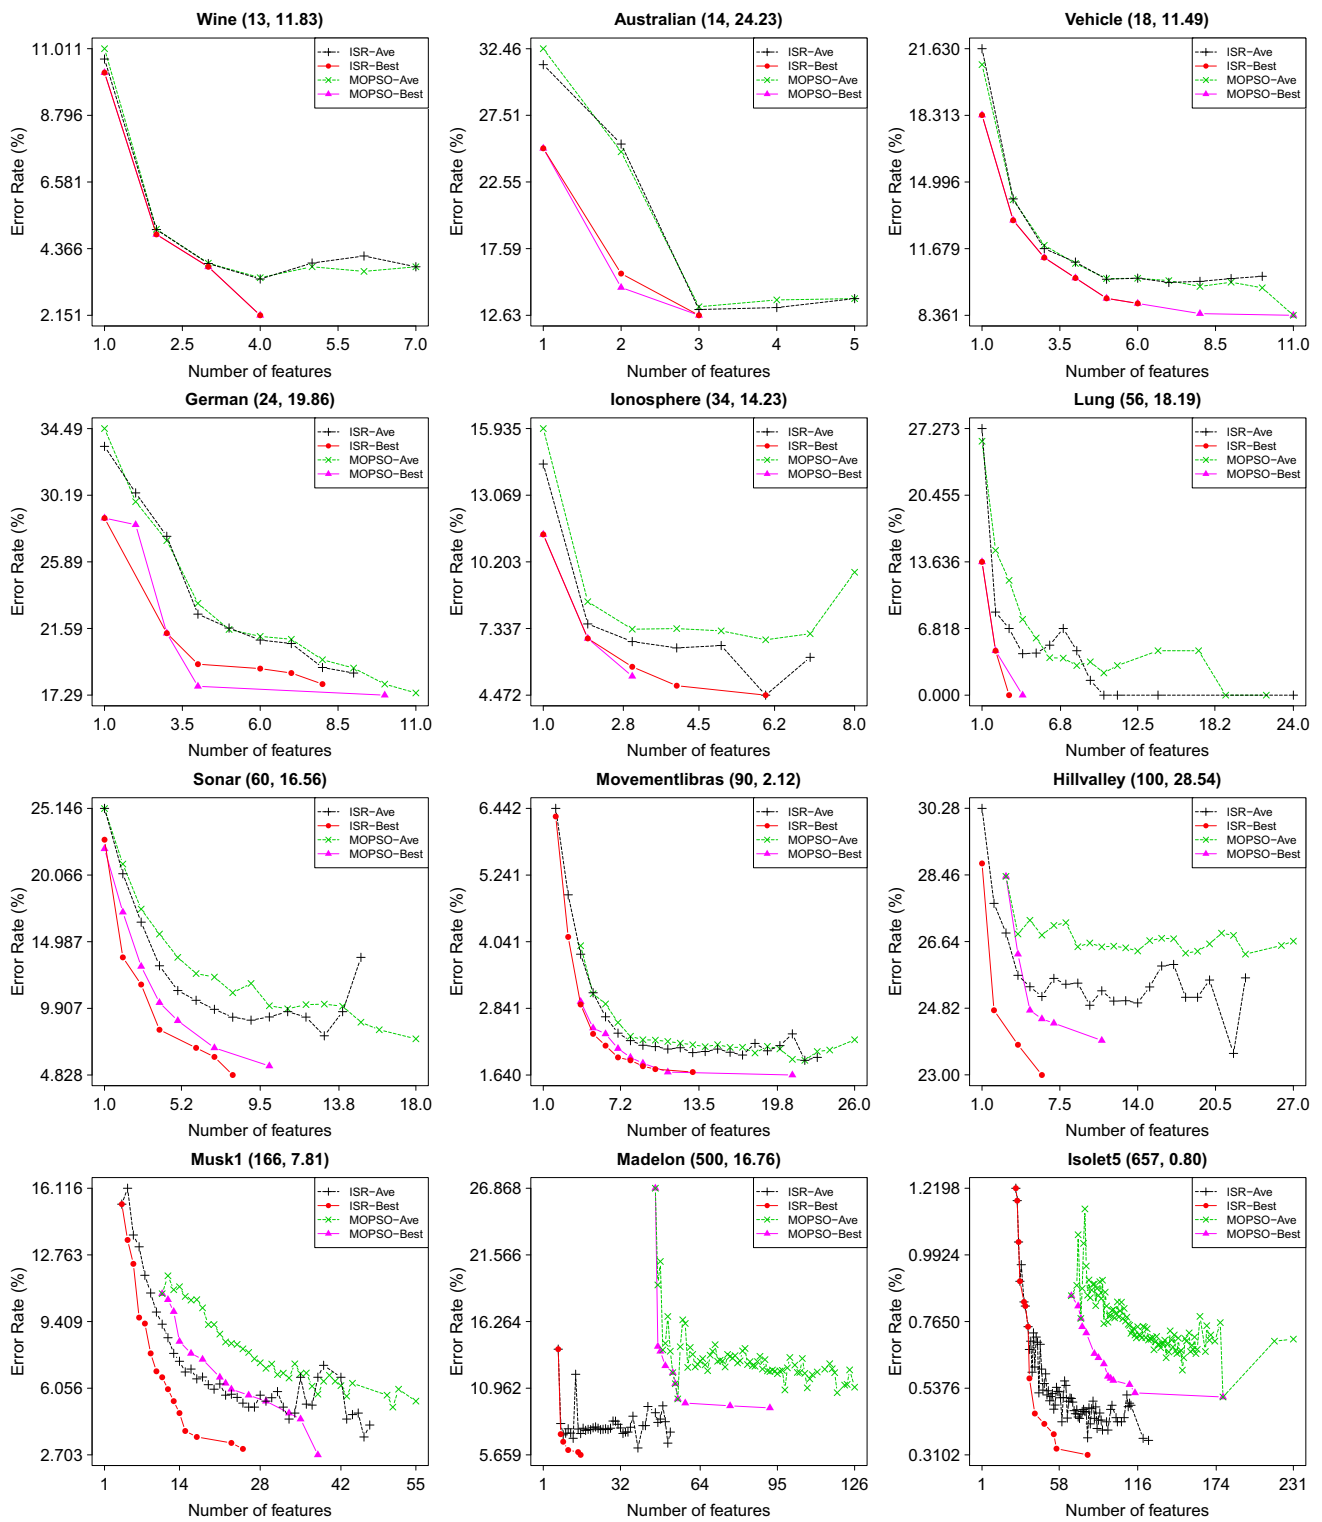 Wine (13, 11.83)
Error Rate (%)
11.011
8.796
6.581
4.366
2.151
1.0 2.5 4.0 5.5 7.0
Number of features
ISR−Ave
ISR−Best
MOPSO−Ave
MOPSO−Best
Australian (14, 24.23)
Error Rate (%)
32.46
27.51
22.55
17.59
12.63
1 2 3 4 5
Number of features
ISR−Ave
ISR−Best
MOPSO−Ave
MOPSO−Best
Vehicle (18, 11.49)
Error Rate (%)
21.630
18.313
14.996
11.679
8.361
1.0 3.5 6.0 8.5 11.0
Number of features
ISR−Ave
ISR−Best
MOPSO−Ave
MOPSO−Best
German (24, 19.86)
Error Rate (%)
34.49
30.19
25.89
21.59
17.29
1.0 3.5 6.0 8.5 11.0
Number of features
ISR−Ave
ISR−Best
MOPSO−Ave
MOPSO−Best
Ionosphere (34, 14.23)
Error Rate (%)
15.935
13.069
10.203
7.337
4.472
1.0 2.8 4.5 6.2 8.0
Number of features
ISR−Ave
ISR−Best
MOPSO−Ave
MOPSO−Best
Lung (56, 18.19)
Error Rate (%)
27.273
20.455
13.636
6.818
0.000
1.0 6.8 12.5 18.2 24.0
Number of features
ISR−Ave
ISR−Best
MOPSO−Ave
MOPSO−Best
Sonar (60, 16.56)
Error Rate (%)
25.146
20.066
14.987
9.907
4.828
1.0 5.2 9.5 13.8 18.0
Number of features
ISR−Ave
ISR−Best
MOPSO−Ave
MOPSO−Best
Movementlibras (90, 2.12)
Error Rate (%)
6.442
5.241
4.041
2.841
1.640
1.0 7.2 13.5 19.8 26.0
Number of features
ISR−Ave
ISR−Best
MOPSO−Ave
MOPSO−Best
Hillvalley (100, 28.54)
Error Rate (%)
30.28
28.46
26.64
24.82
23.00
1.0 7.5 14.0 20.5 27.0
Number of features
ISR−Ave
ISR−Best
MOPSO−Ave
MOPSO−Best
Musk1 (166, 7.81)
Error Rate (%)
16.116
12.763
9.409
6.056
2.703
1 14 28 42 55
Number of features
ISR−Ave
ISR−Best
MOPSO−Ave
MOPSO−Best
Madelon (500, 16.76)
Error Rate (%)
26.868
21.566
16.264
10.962
5.659
1 32 64 95 126
Number of features
ISR−Ave
ISR−Best
MOPSO−Ave
MOPSO−Best
Isolet5 (657, 0.80)
Error Rate (%)
1.2198
0.9924
0.7650
0.5376
0.3102
1 58 116 174 231
Number of features
ISR−Ave
ISR−Best
MOPSO−Ave
MOPSO−Best